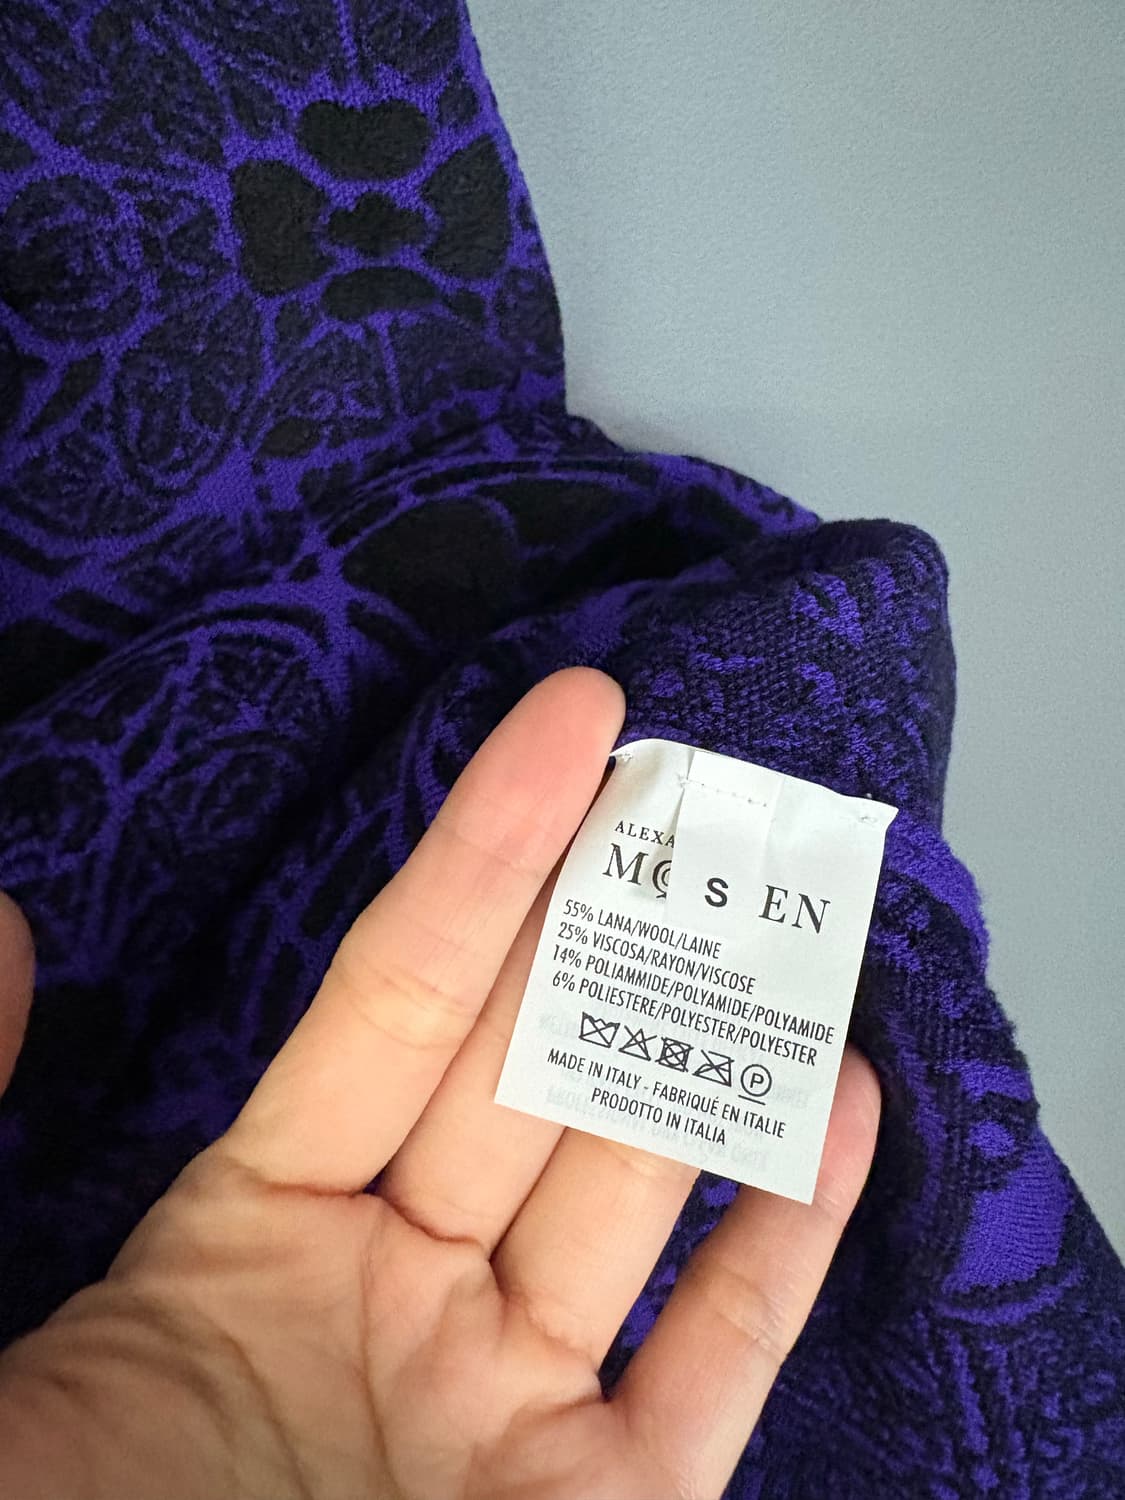 ALEXA
MQ S EN
55% LANA/WOOL/LAINE
25% VISCOSA/RAYON/VISCOSE
14% POLIAMMIDE/POLYAMIDE/POLYAMIDE
6% POLIESTERE/POLYESTER/POLYESTER
P
MADE IN ITALY - FABRIQUÉ EN ITALIE
PRODOTTO IN ITALIA